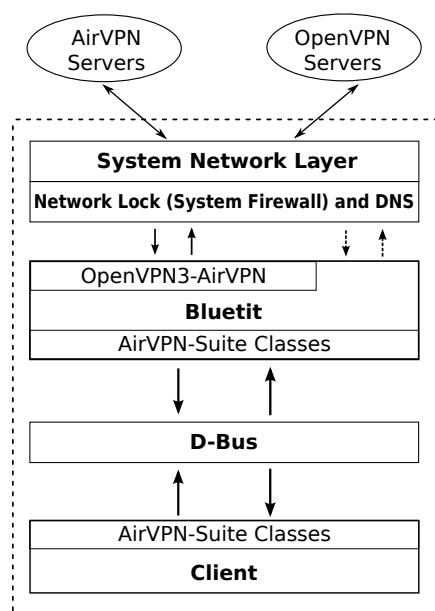 AirVPN
Servers
OpenVPN
Servers
System Network Layer
Network Lock (System Firewall) and DNS
OpenVPN3-AirVPN
Bluetit
AirVPN-Suite Classes
D-Bus
AirVPN-Suite Classes
Client